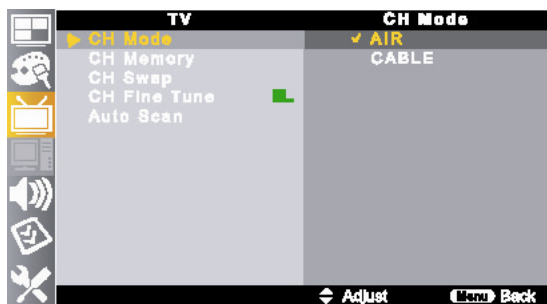 TV
CH Mode
CH Mode
AIR
CH Memory
CABLE
CH Swap
CH Fine Tune
Auto Scan
Adjust
Menu Back